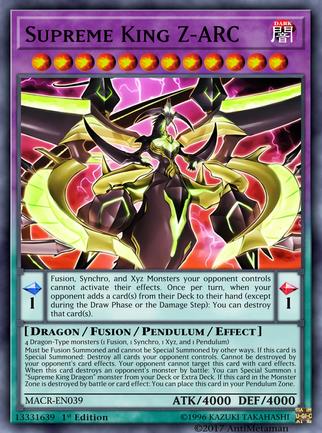 Supreme King Z-ARC
DARK
闇
Fusion, Synchro, and Xyz Monsters your opponent controls
cannot activate their effects. Once per turn, when your
opponent adds a card(s) from their Deck to their hand (except
during the Draw Phase or the Damage Step): You can destroy
that card(s).
1
1
[DRAGON / FUSION / PENDULUM / EFFECT]
4 Dragon-Type monsters (1 Fusion, 1 Synchro, 1 Xyz, and 1 Pendulum)
Must be Fusion Summoned and cannot be Special Summoned by other ways. If this card is
Special Summoned: Destroy all cards your opponent controls. Cannot be destroyed by
your opponent's card effects. Your opponent cannot target this card with card effects.
When this card destroys an opponent's monster by battle: You can Special Summon 1
"Supreme King Dragon" monster from your Deck or Extra Deck. If this card in the Monster
Zone is destroyed by battle or card effect: You can place this card in your Pendulum Zone.
MACR-EN039
ATK/4000 DEF/4000
13331639
1st Edition
©1996 KAZUKI TAKAHASHI
©2017 AntiMetaman